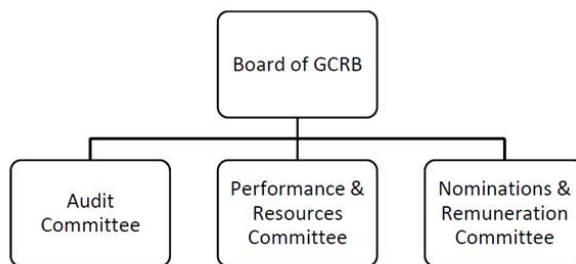 Board of GCRB
Audit
Committee
Performance &
Resources
Committee
Nominations &
Remuneration
Committee